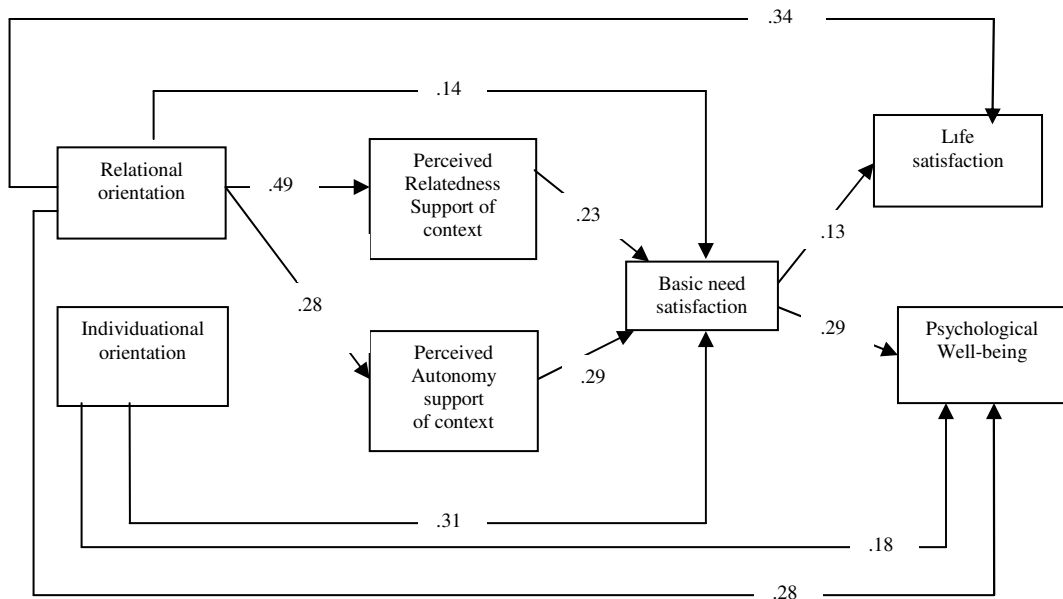 .34
.14
Relational
orientation
.49
Perceived
Relatedness
Support of
context
.23
Lıfe
satisfaction
.13
Basic need
satisfaction
.28
Individuational
orientation
Perceived
Autonomy
support
of context
.29
.29
Psychological
Well-being
.31
.18
.28